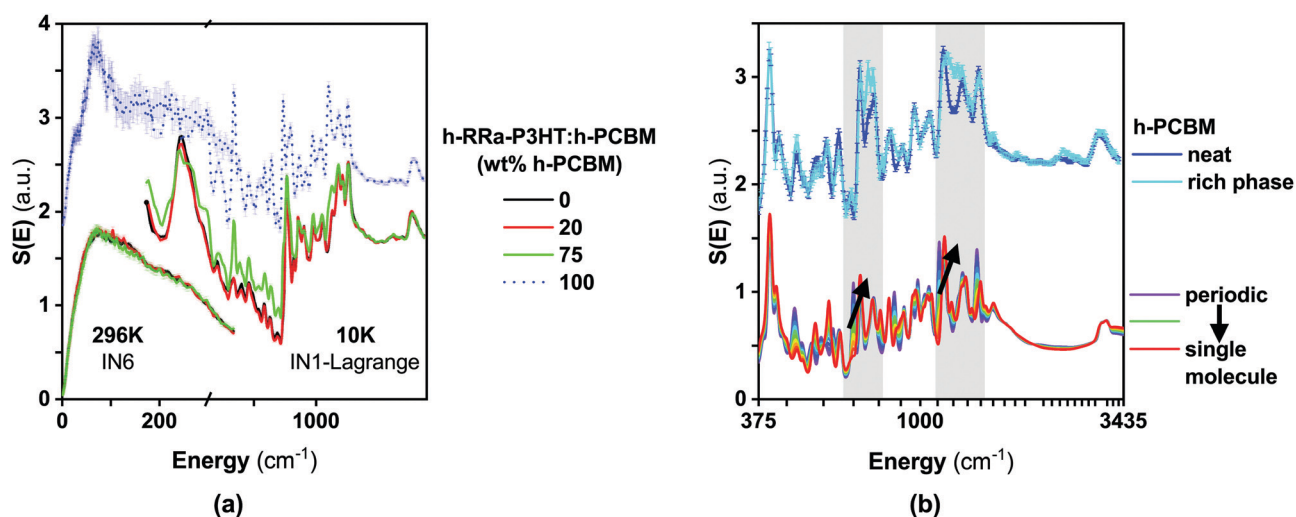 4
3
2
1
0
S(E) (a.u.)
296K
IN6
10K
IN1-Lagrange
0
200
1000
Energy (cm-1)
(a)
h-RRa-P3HT:h-PCBM
(wt% h-PCBM)
0
20
75
100
3
2
1
0
S(E) (a.u.)
375
1000
3435
Energy (cm-1)
(b)
h-PCBM
neat
rich phase
periodic
single
molecule